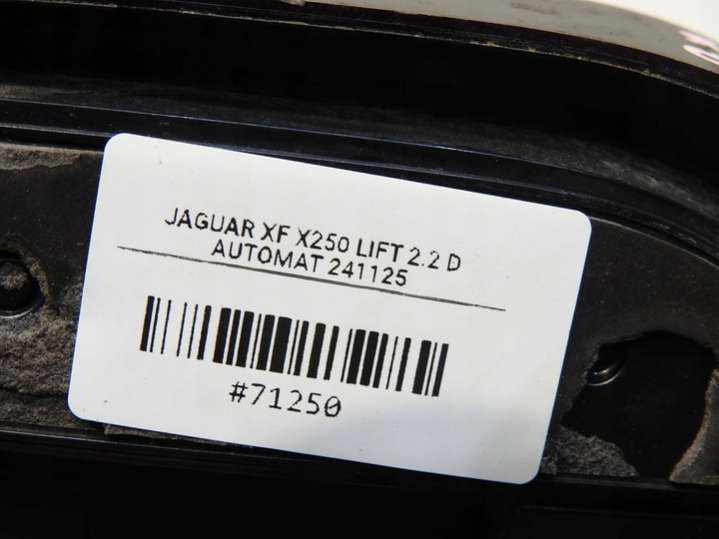 JAGUAR XF X250 LIFT 2.2 D
AUTOMAT 241125
#71250